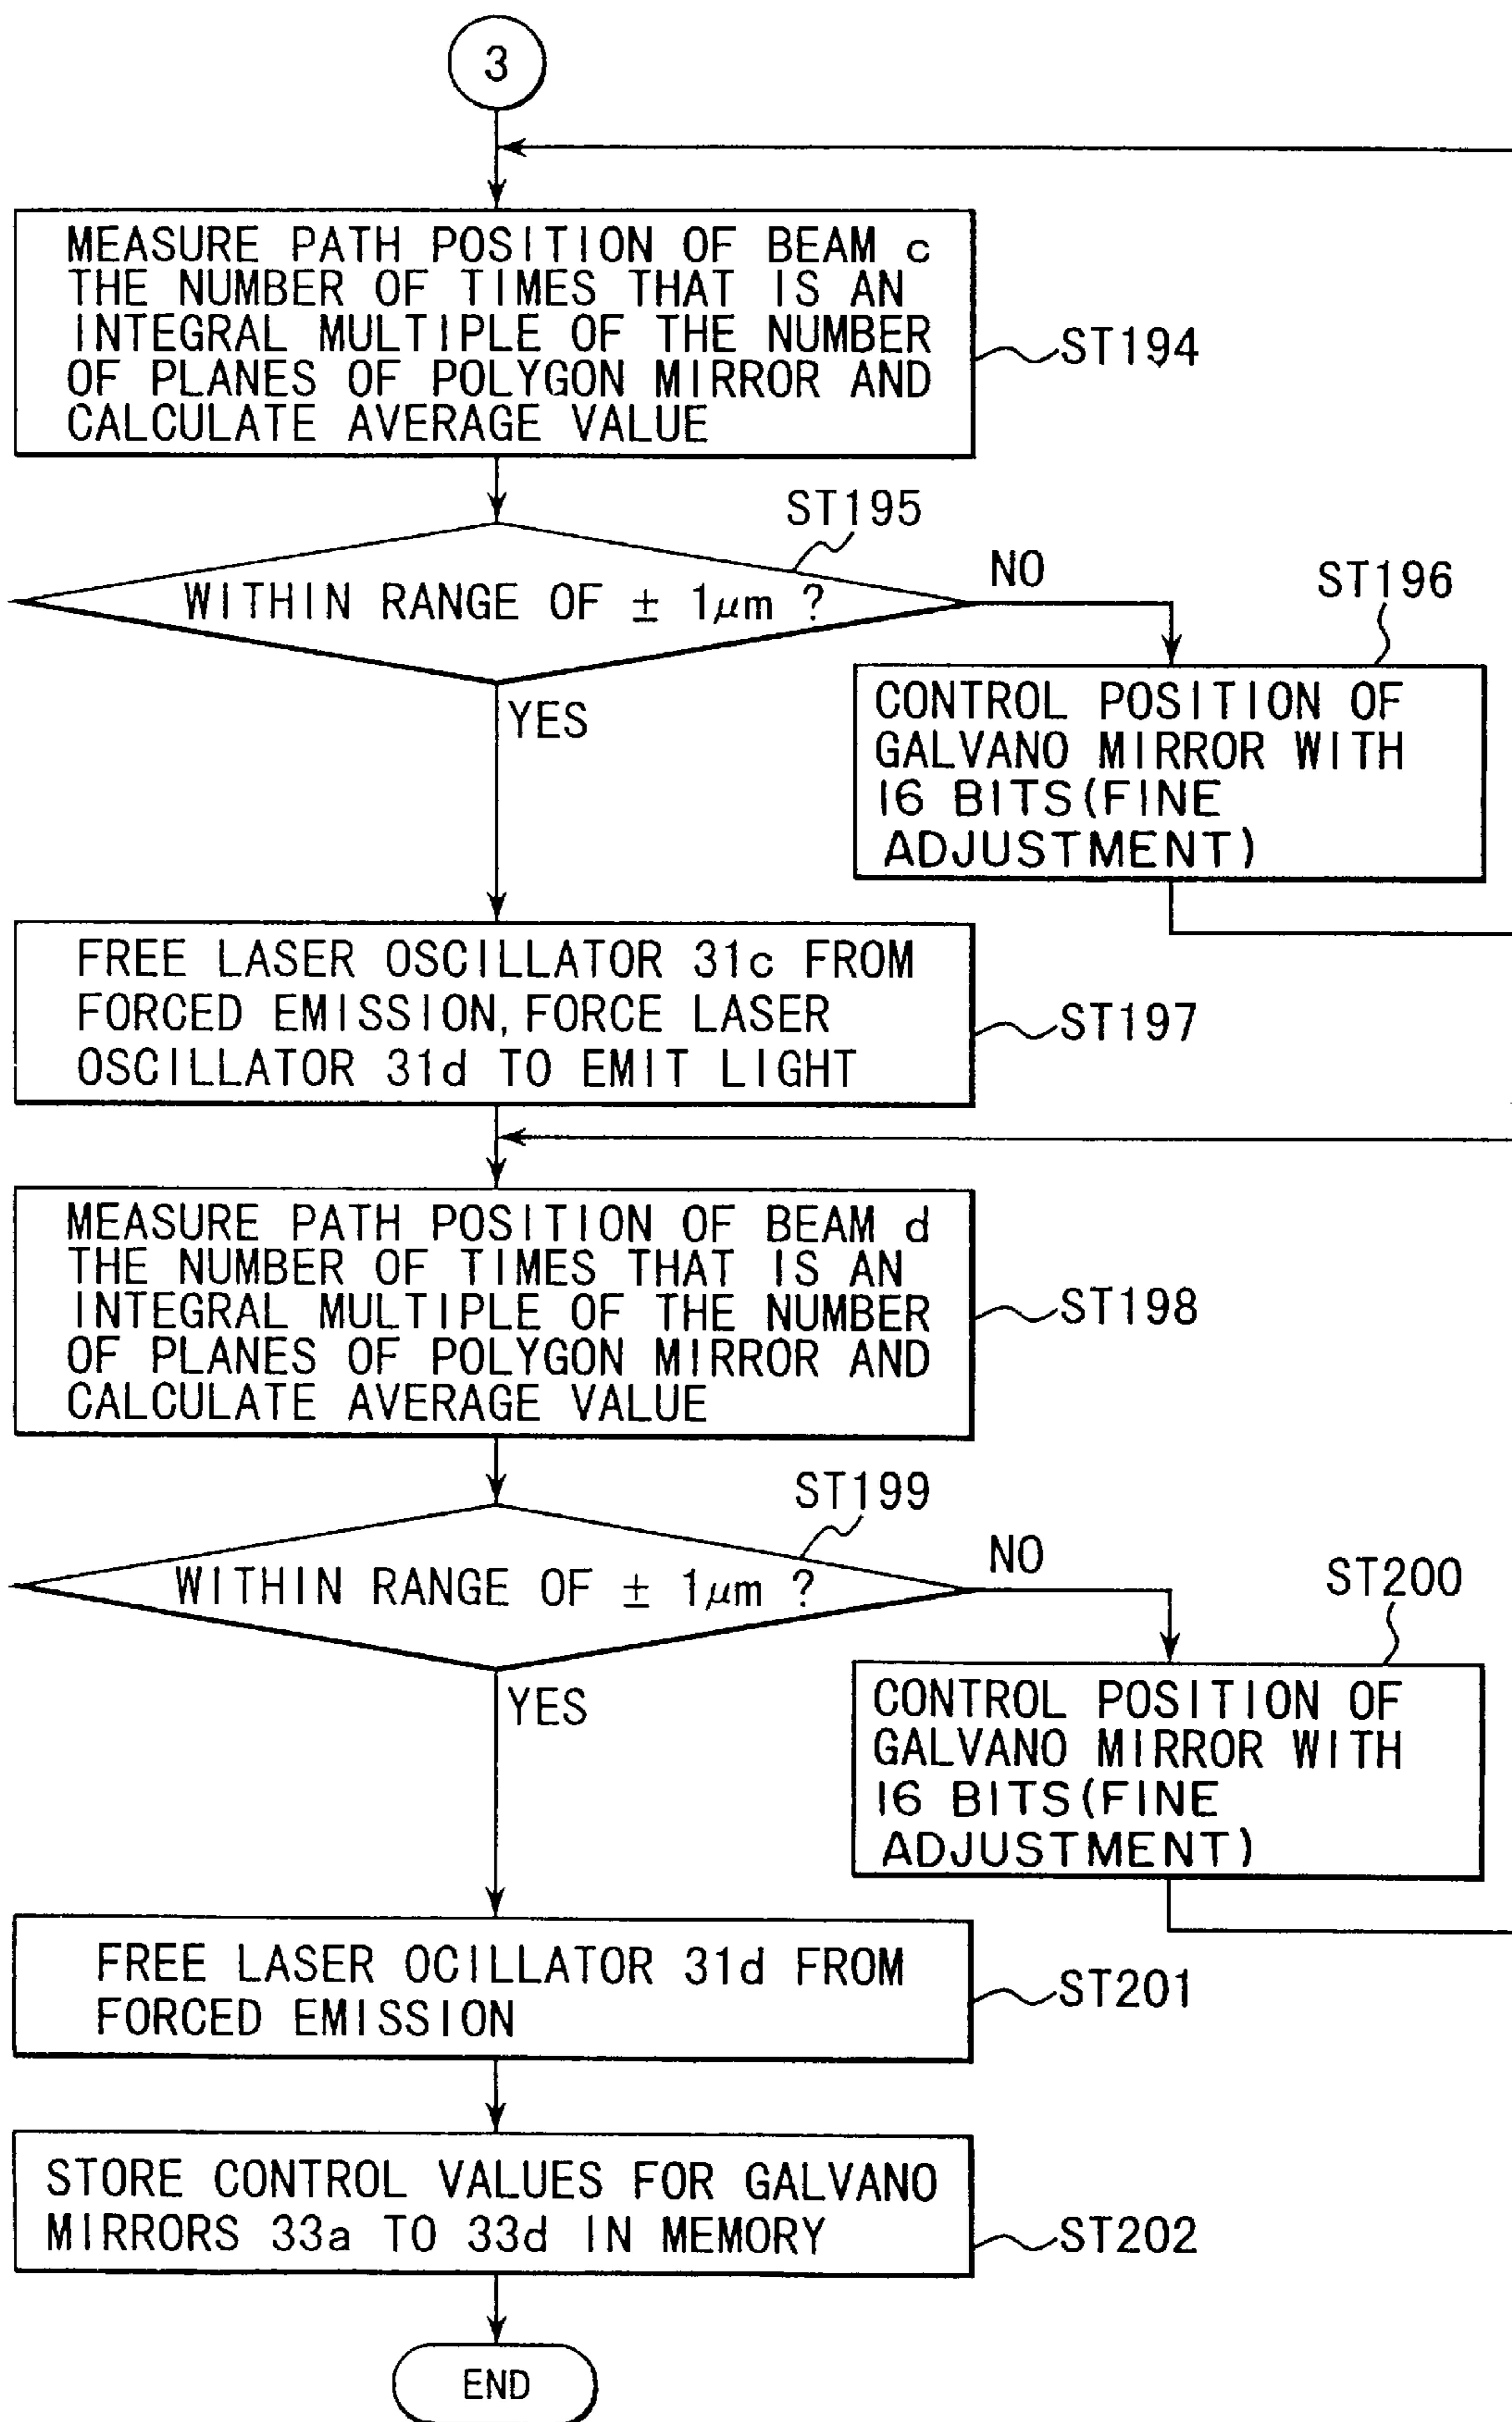 3
MEASURE PATH POSITION OF BEAM c
THE NUMBER OF TIMES THAT IS AN
INTEGRAL MULTIPLE OF THE NUMBER
OF PLANES OF POLYGON MIRROR AND
CALCULATE AVERAGE VALUE
ST194
ST195
WITHIN RANGE OF ± 1μm ?
NO
YES
ST196
CONTROL POSITION OF
GALVANO MIRROR WITH
16 BITS(FINE
ADJUSTMENT)
FREE LASER OSCILLATOR 31c FROM
FORCED EMISSION, FORCE LASER
OSCILLATOR 31d TO EMIT LIGHT
ST197
MEASURE PATH POSITION OF BEAM d
THE NUMBER OF TIMES THAT IS AN
INTEGRAL MULTIPLE OF THE NUMBER
OF PLANES OF POLYGON MIRROR AND
CALCULATE AVERAGE VALUE
ST198
ST199
WITHIN RANGE OF ± 1μm ?
NO
YES
ST200
CONTROL POSITION OF
GALVANO MIRROR WITH
16 BITS(FINE
ADJUSTMENT)
FREE LASER OCILLATOR 31d FROM
FORCED EMISSION
ST201
STORE CONTROL VALUES FOR GALVANO
MIRRORS 33a TO 33d IN MEMORY
ST202
END